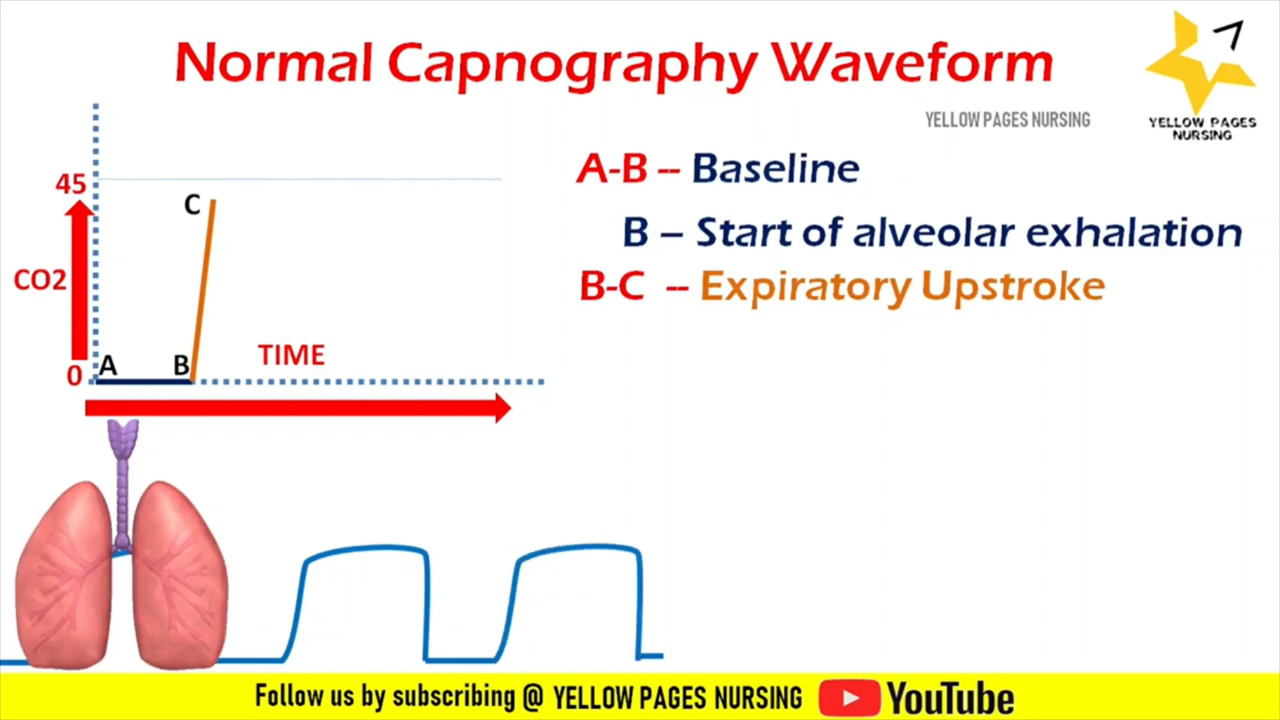 Normal Capnography Waveform
YELLOW PAGES NURSING
YELLOW PAGES
NURSING
A-B -- Baseline
B – Start of alveolar exhalation
B-C -- Expiratory Upstroke
45
C
CO2
A
B
TIME
0
Follow us by subscribing @ YELLOW PAGES NURSING YouTube